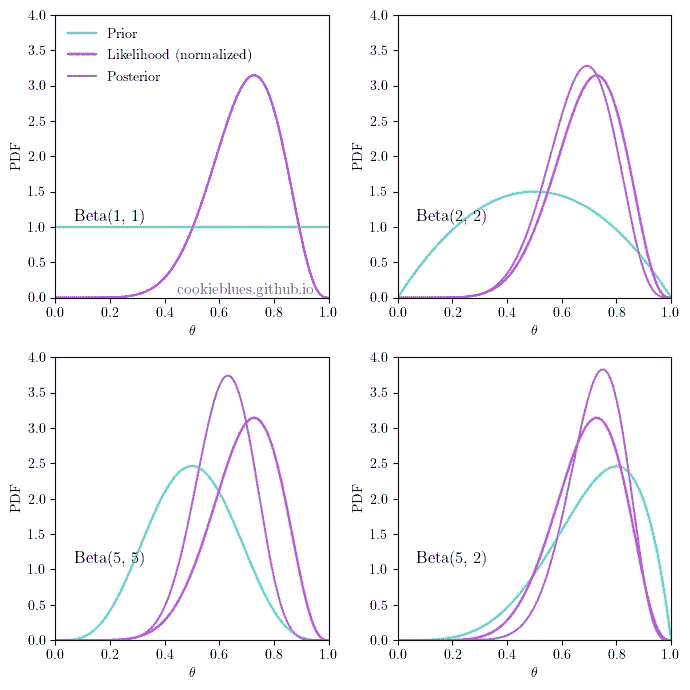 4.0
3.5
3.0
2.5
2.0
1.5
1.0
0.5
0.0
PDF
Prior
Likelihood (normalized)
Posterior
Beta(1, 1)
cookieblues.github.io
0.0 0.2 0.4 0.6 0.8 1.0
θ
4.0
3.5
3.0
2.5
2.0
1.5
1.0
0.5
0.0
PDF
Beta(2, 2)
0.0 0.2 0.4 0.6 0.8 1.0
θ
4.0
3.5
3.0
2.5
2.0
1.5
1.0
0.5
0.0
PDF
Beta(5, 5)
0.0 0.2 0.4 0.6 0.8 1.0
θ
4.0
3.5
3.0
2.5
2.0
1.5
1.0
0.5
0.0
PDF
Beta(5, 2)
0.0 0.2 0.4 0.6 0.8 1.0
θ